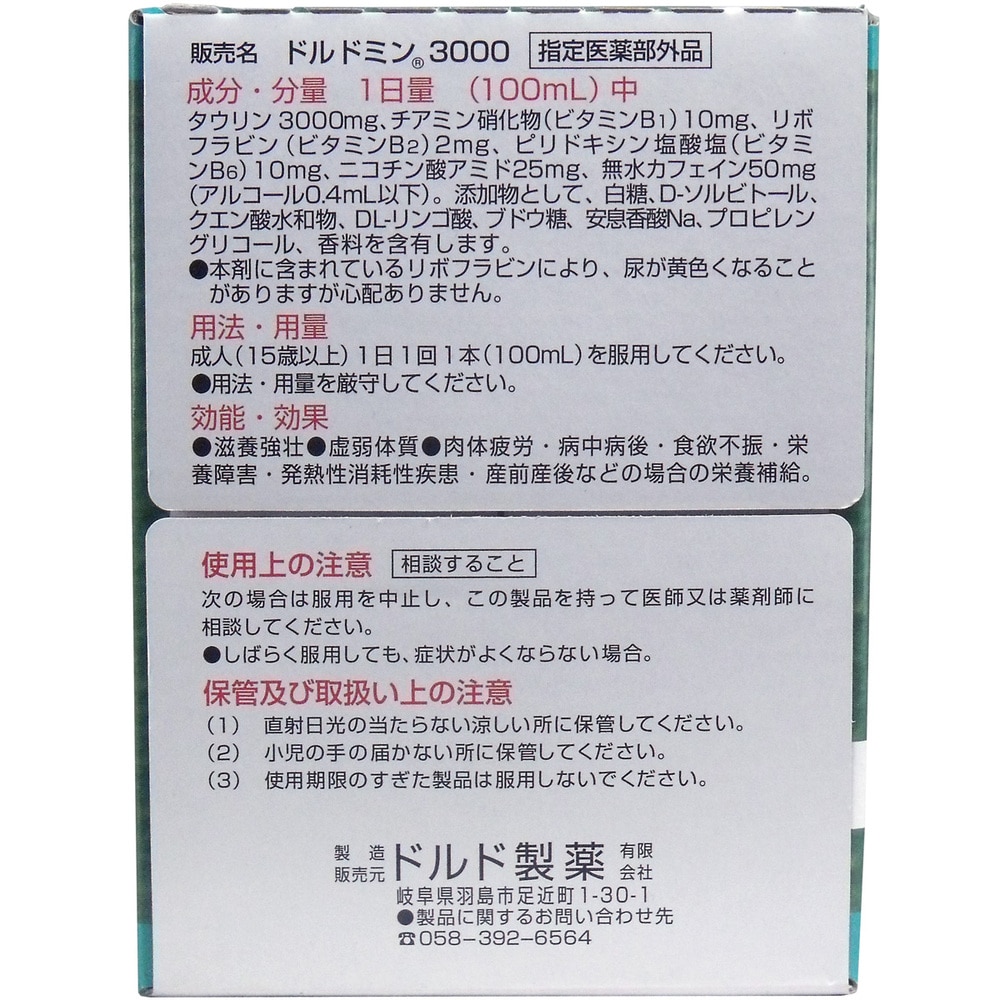 販売名 ドルドミン®3000 指定医薬部外品
成分・分量 1日量 (100mL)中
タウリン3000mg、チアミン硝化物(ビタミンB1)10mg、リボ
フラビン(ビタミンB2)2mg、ピリドキシン塩酸塩(ビタミ
ンB6)10mg、ニコチン酸アミド25mg、無水カフェイン50mg
(アルコール0.4mL以下)。添加物として、白糖、D-ソルビトール、
クエン酸水和物、DL-リンゴ酸、ブドウ糖、安息香酸Na、プロピレン
グリコール、香料を含有します。
●本剤に含まれているリボフラビンにより、尿が黄色くなること
がありますが心配ありません。
用法・用量
成人(15歳以上)1日1回1本(100mL)を服用してください。
●用法・用量を厳守してください。
効能・効果
●滋養強壮●虚弱体質●肉体疲労・病中病後・食欲不振・栄
養障害・発熱性消耗性疾患・産前産後などの場合の栄養補給。
使用上の注意 相談すること
次の場合は服用を中止し、この製品を持って医師又は薬剤師に
相談してください。
●しばらく服用しても、症状がよくならない場合。
保管及び取扱い上の注意
(1) 直射日光の当たらない涼しい所に保管してください。
(2) 小児の手の届かない所に保管してください。
(3) 使用期限のすぎた製品は服用しないでください。
製造販売元 ドルド製薬 有限会社
岐阜県羽島市足近町1-30-1
●製品に関するお問い合わせ先
☎058-392-6564